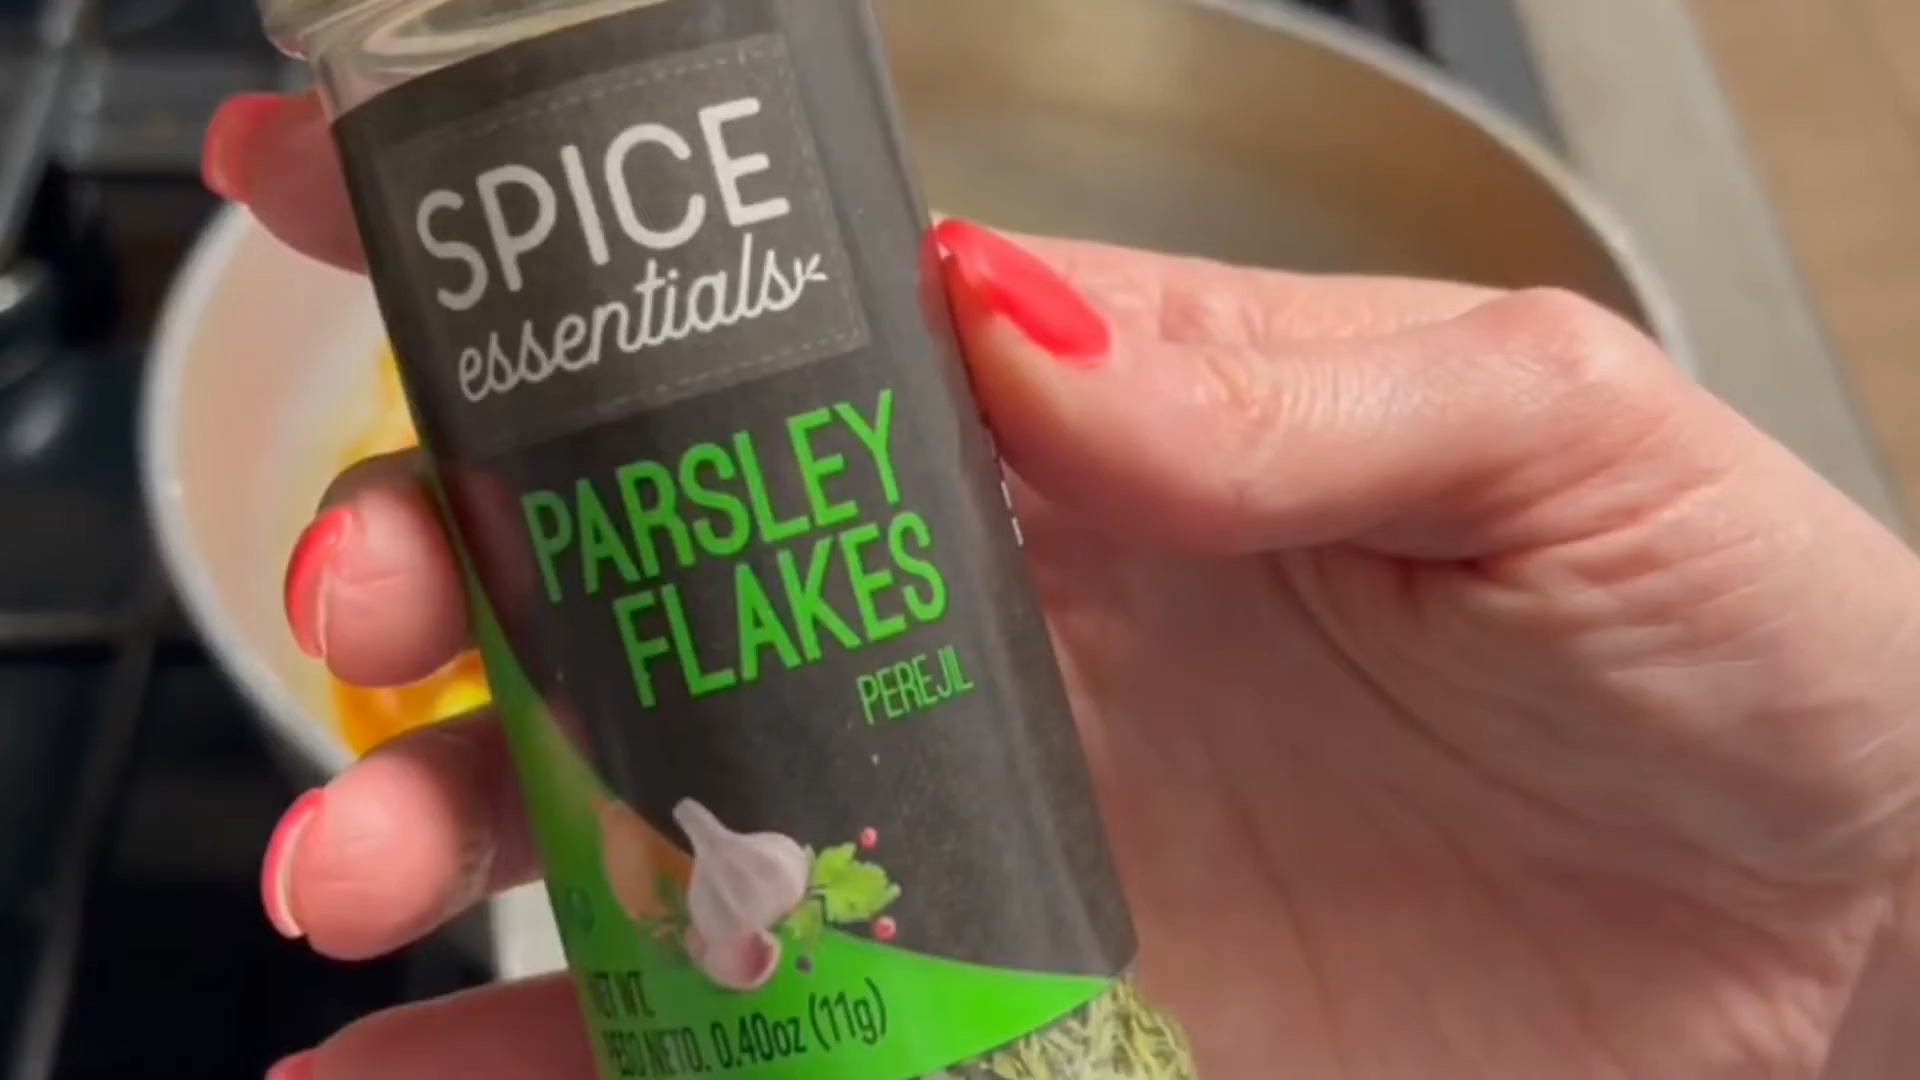 SPICE
essentials
PARSLEY
FLAKES
PEREJIL
NET WT.
PESO NETO. 0.40oz (11g)